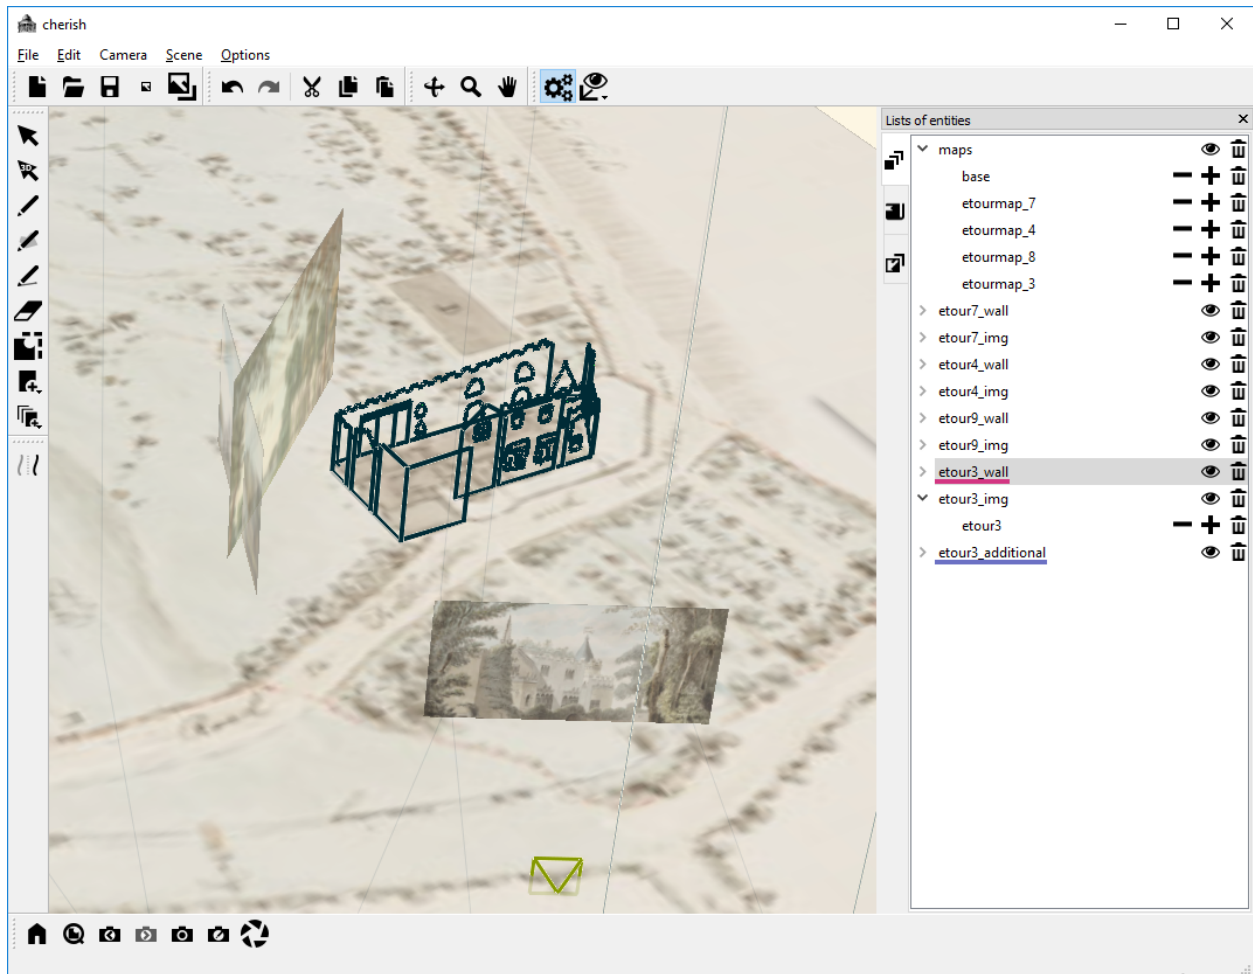 cherish
File Edit Camera Scene Options
Lists of entities
3D
maps
base
etourmap_7
etourmap_4
etourmap_8
etourmap_3
etour7_wall
etour7_img
etour4_wall
etour4_img
etour9_wall
etour9_img
etour3_wall
etour3_img
etour3
etour3_additional